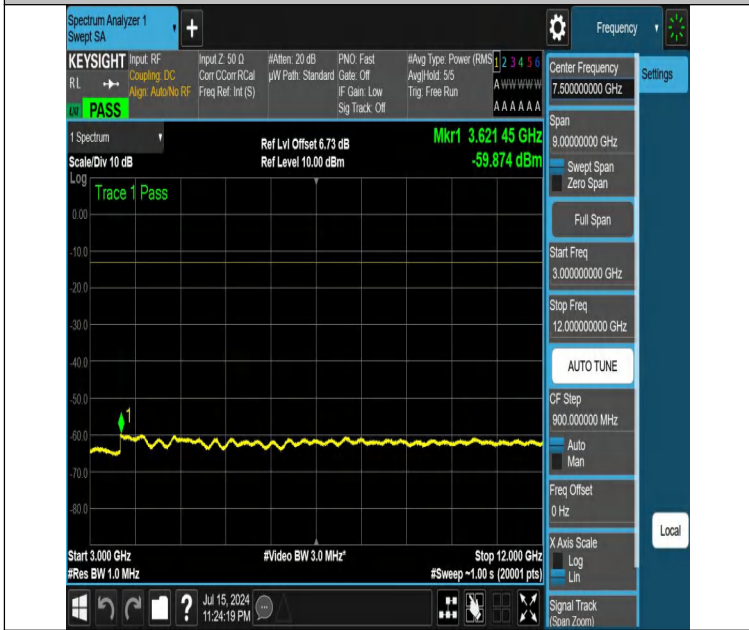 Spectrum Analyzer 1
Swept SA
+
Frequency
KEYSIGHT
RL
LXI
PASS
Input: RF
Coupling: DC
Align: Auto/No RF
Input Z: 50 Ω
Corr CCorr RCal
Freq Ref: Int (S)
#Atten: 20 dB
µW Path: Standard
PNO: Fast
Gate: Off
IF Gain: Low
Sig Track: Off
#Avg Type: Power (RMS
Avg|Hold: 5/5
Trig: Free Run
1 2 3 4 5 6
A W W W W W
A A A A A A
1 Spectrum
Scale/Div 10 dB
Log
Ref Lvl Offset 6.73 dB
Ref Level 10.00 dBm
Mkr1 3.621 45 GHz
-59.874 dBm
Trace 1 Pass
0.00
-10.0
-20.0
-30.0
-40.0
-50.0
-60.0
-70.0
-80.0
1
Start 3.000 GHz
#Res BW 1.0 MHz
#Video BW 3.0 MHz*
Stop 12.000 GHz
#Sweep ~1.00 s (20001 pts)
Center Frequency
7.500000000 GHz
Settings
Span
9.00000000 GHz
Swept Span
Zero Span
Full Span
Start Freq
3.000000000 GHz
Stop Freq
12.000000000 GHz
AUTO TUNE
CF Step
900.000000 MHz
Auto
Man
Freq Offset
0 Hz
X Axis Scale
Log
Lin
Local
Signal Track
(Span Zoom)
?
Jul 15, 2024
11:24:19 PM